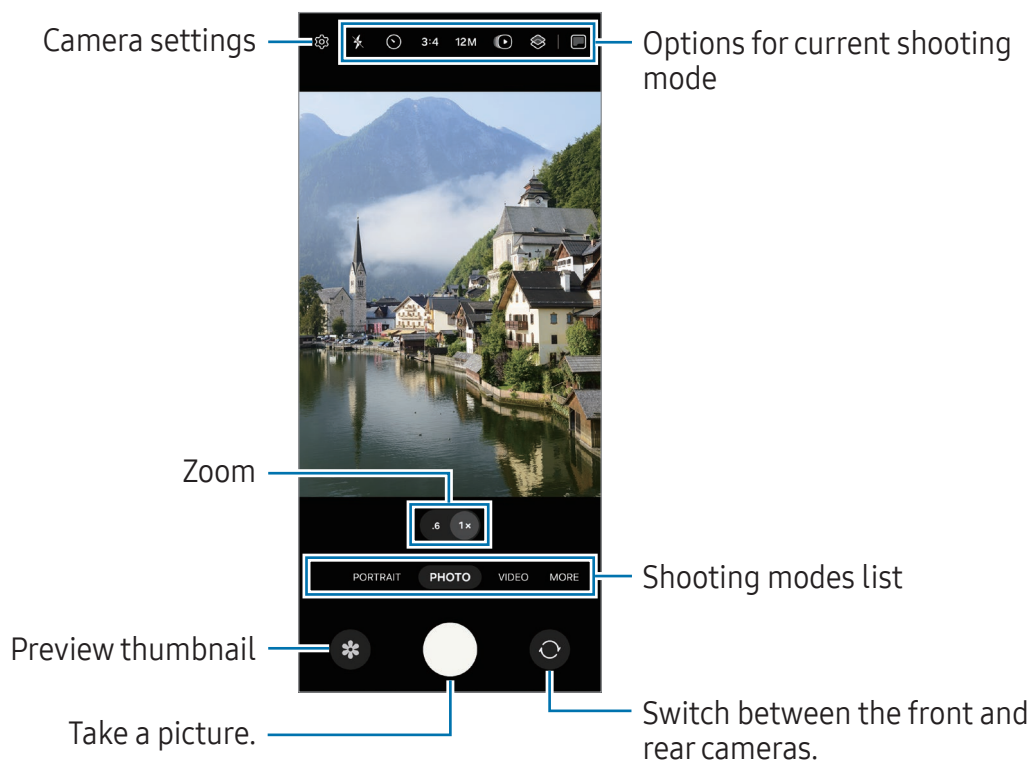 Camera settings
3:4 12M
Options for current shooting
mode
Zoom
.6 1×
PORTRAIT PHOTO VIDEO MORE
Shooting modes list
Preview thumbnail
Take a picture.
Switch between the front and
rear cameras.